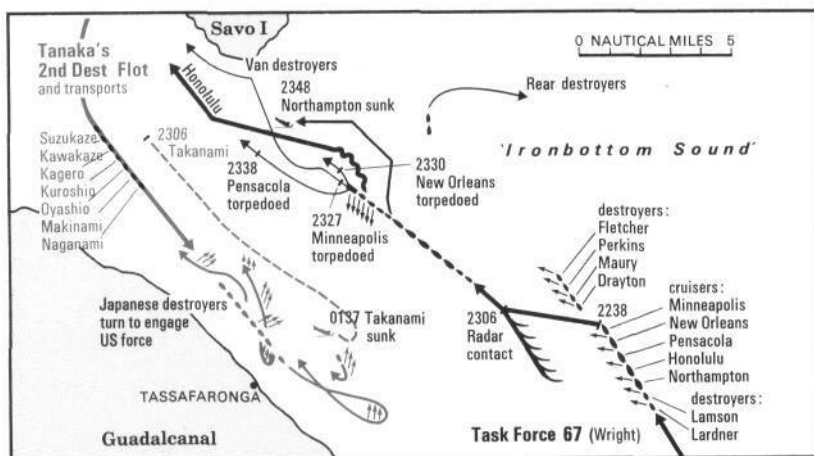 Savo I
0 NAUTICAL MILES 5
Tanaka's
2nd Dest Flot
and transports
Van destroyers
Honolulu
2348
Northampton sunk
Rear destroyers
Suzukaze
Kawakaze
Kagero
Kuroshio
Oyashio
Makinami
Naganami
2306
Takanami
2338
Pensacola
torpedoed
2330
New Orleans
torpedoed
2327
Minneapolis
torpedoed
'Ironbottom Sound'
destroyers:
Fletcher
Perkins
Maury
Drayton
cruisers:
Minneapolis
New Orleans
Pensacola
Honolulu
Northampton
destroyers:
Lamson
Lardner
2238
2306
Radar
contact
Japanese destroyers
turn to engage
US force
0137 Takanami
sunk
TASSAFARONGA
Guadalcanal
Task Force 67 (Wright)